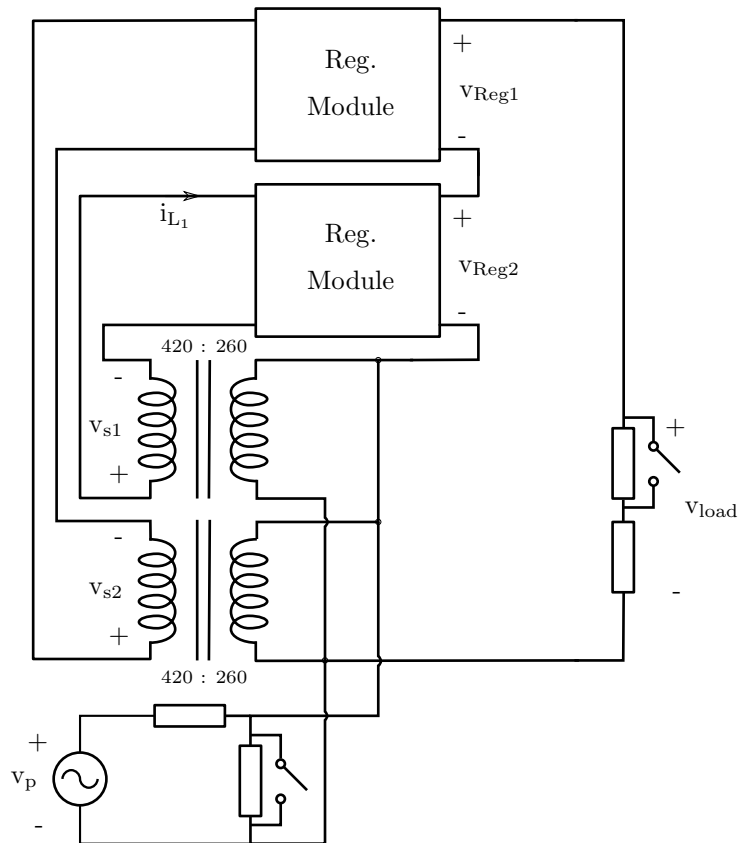 Reg.
Module
+
vReg1
-
iL1
Reg.
Module
+
vReg2
-
420 : 260
-
vs1
+
-
vs2
+
420 : 260
+
vload
-
+
vp
-